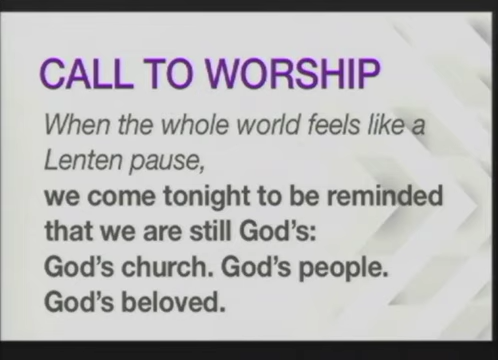 CALL TO WORSHIP
When the whole world feels like a
Lenten pause,
we come tonight to be reminded
that we are still God's:
God's church. God's people.
God's beloved.